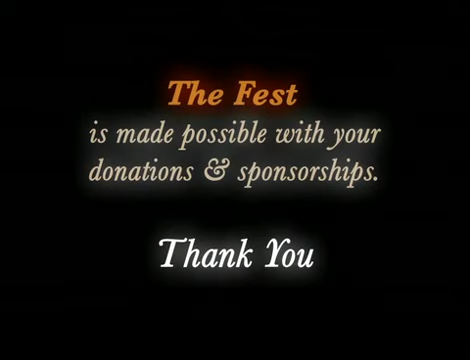 The Fest
is made possible with your
donations & sponsorships.
Thank You